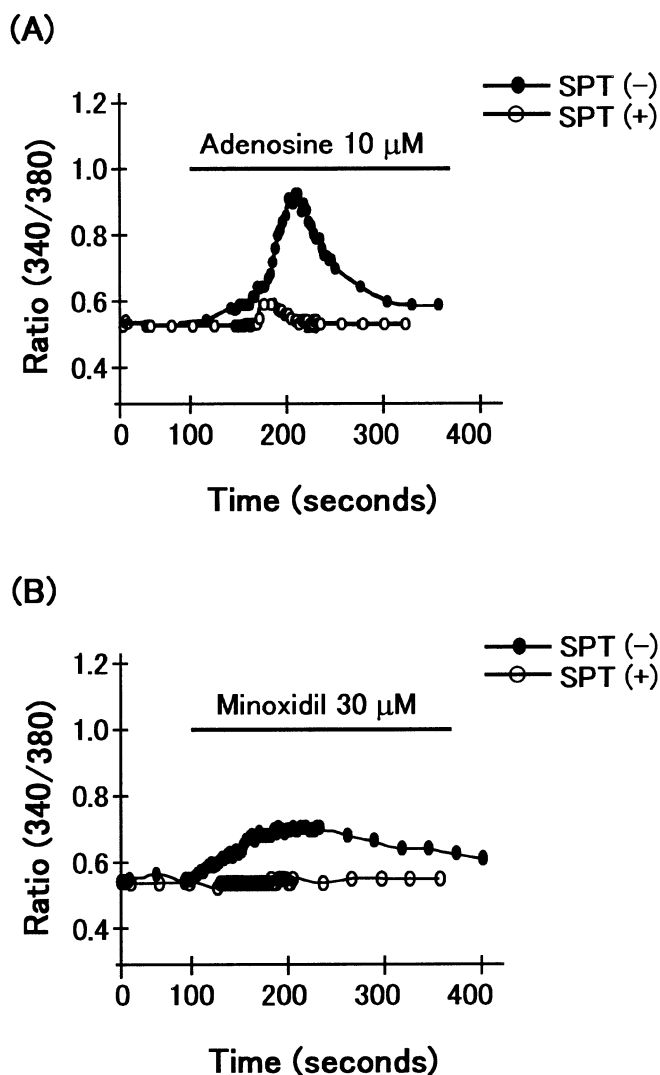 (A)
SPT (−)
SPT (+)
Adenosine 10 μM
1.2
1.0
0.8
0.6
0.4
Ratio (340/380)
0 100 200 300 400
Time (seconds)
(B)
SPT (−)
SPT (+)
Minoxidil 30 μM
1.2
1.0
0.8
0.6
0.4
Ratio (340/380)
0 100 200 300 400
Time (seconds)